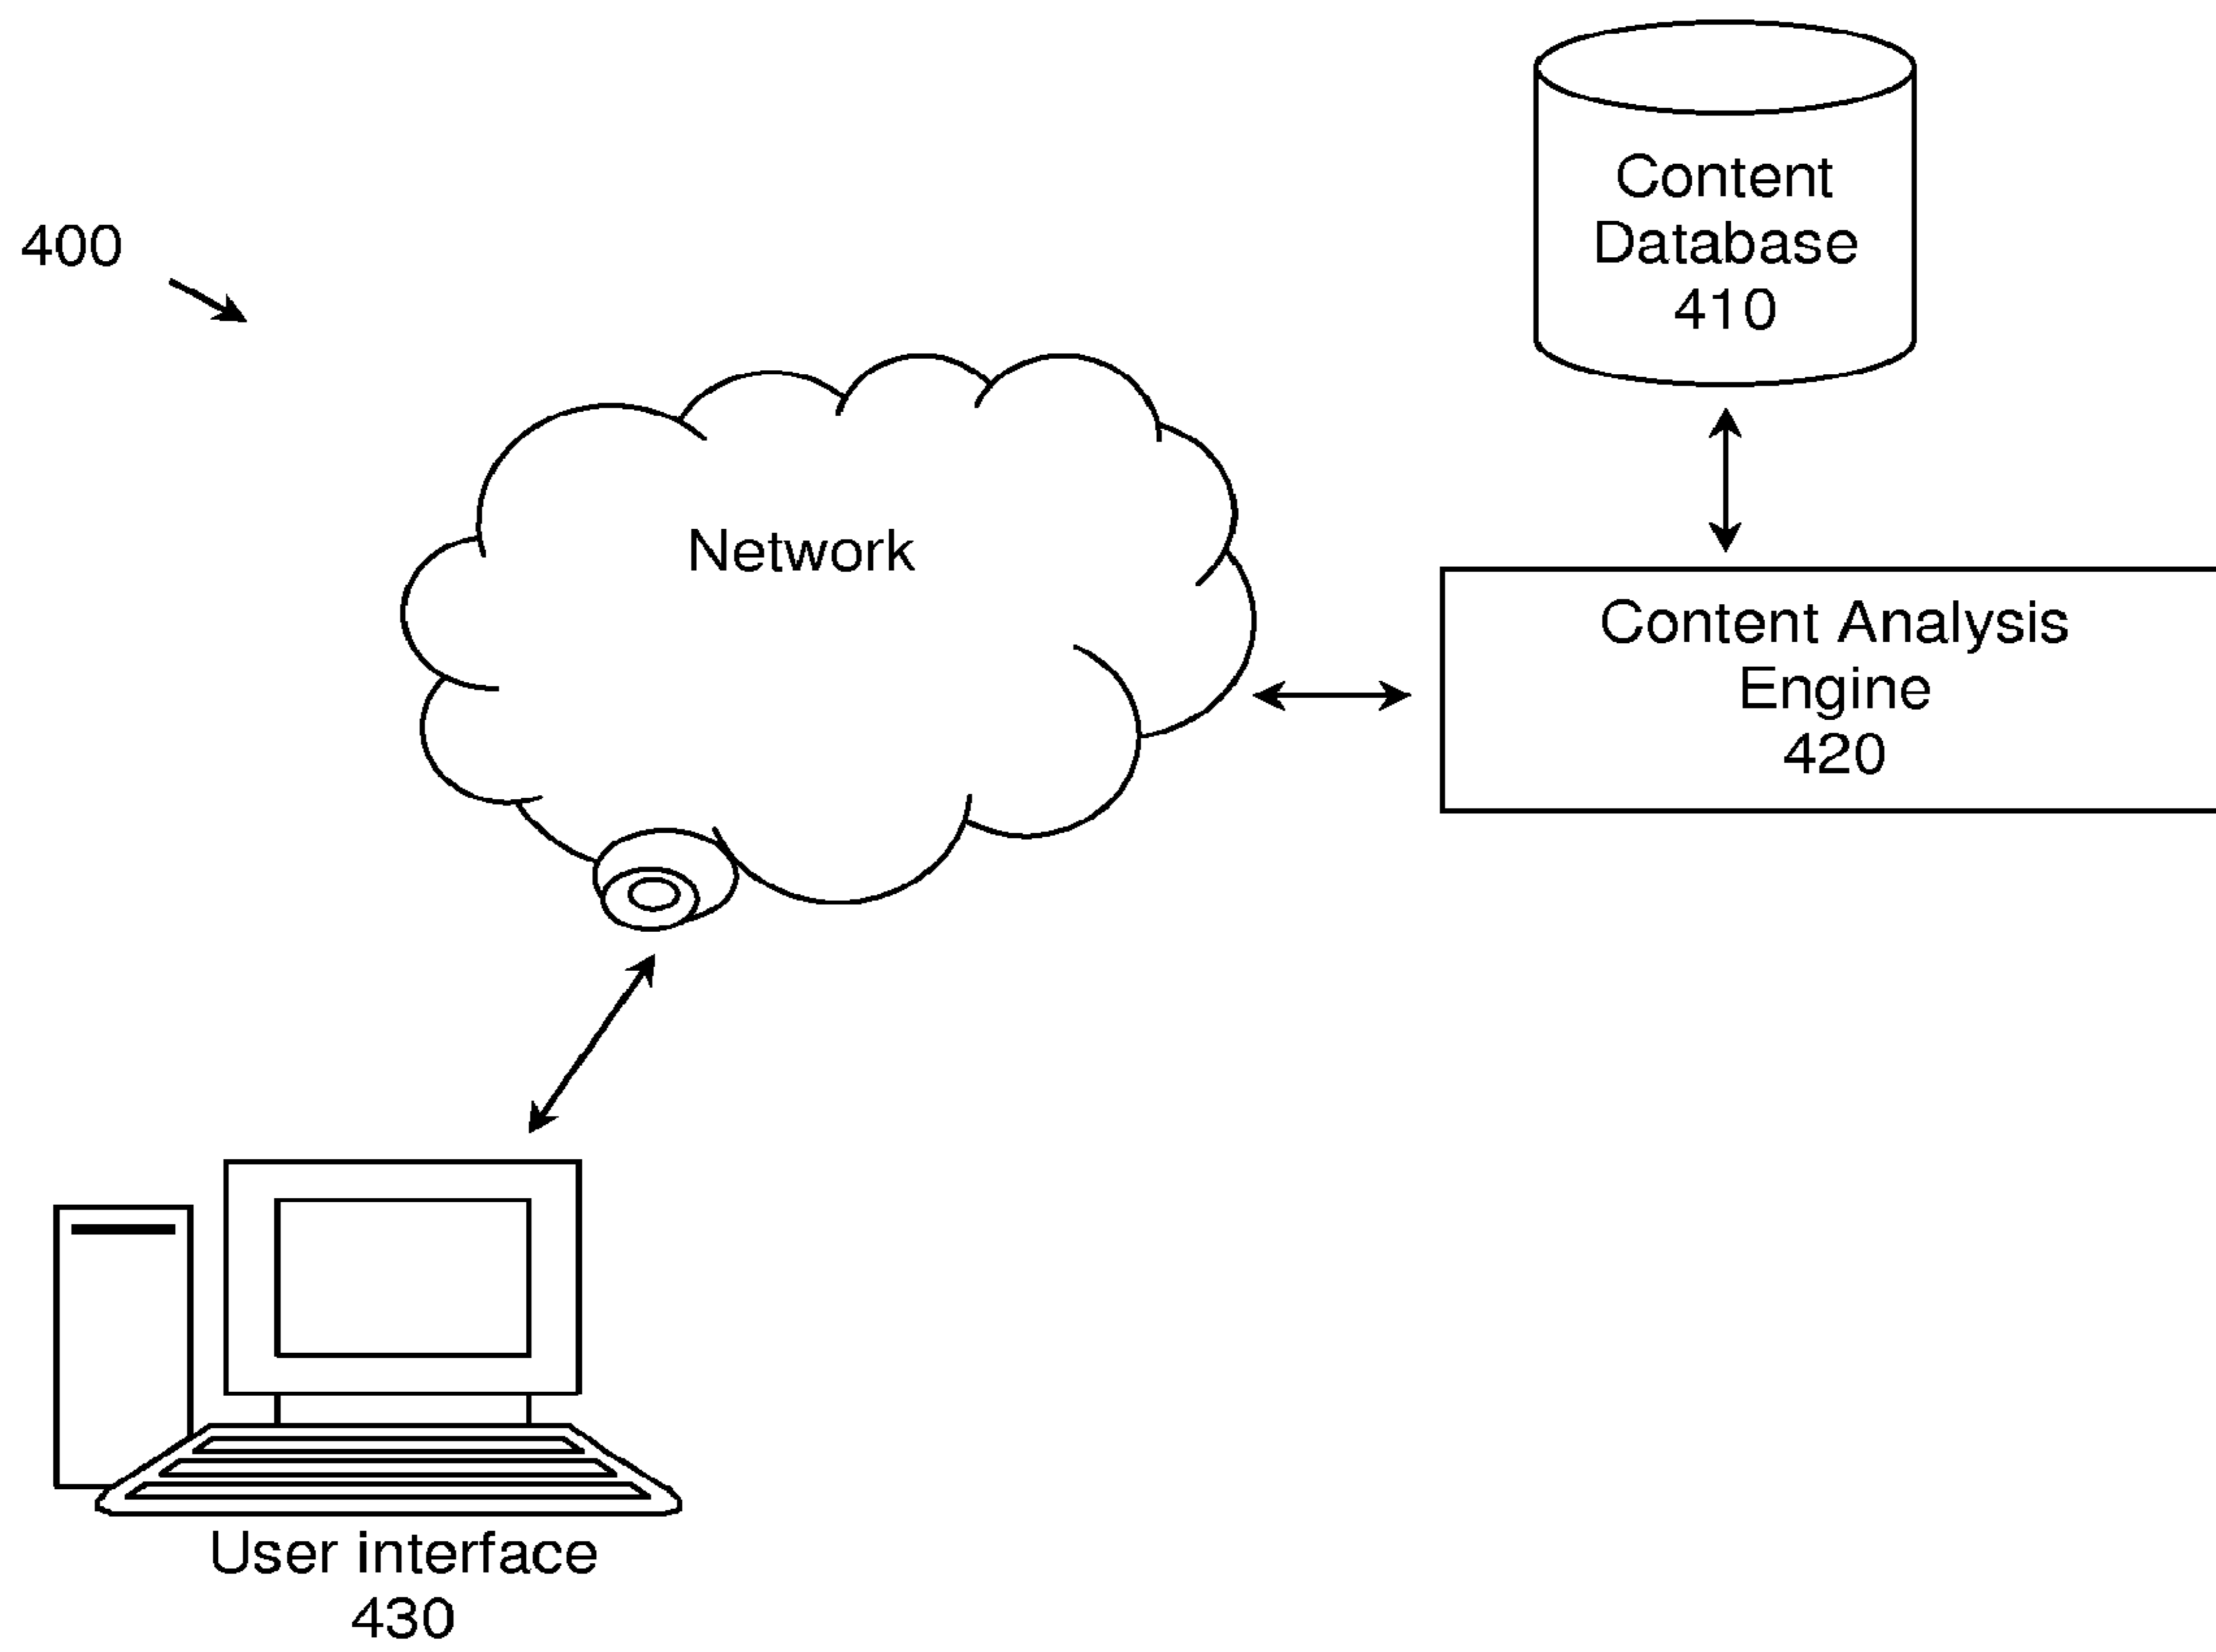 400
Content
Database
410
Network
Content Analysis
Engine
420
User interface
430